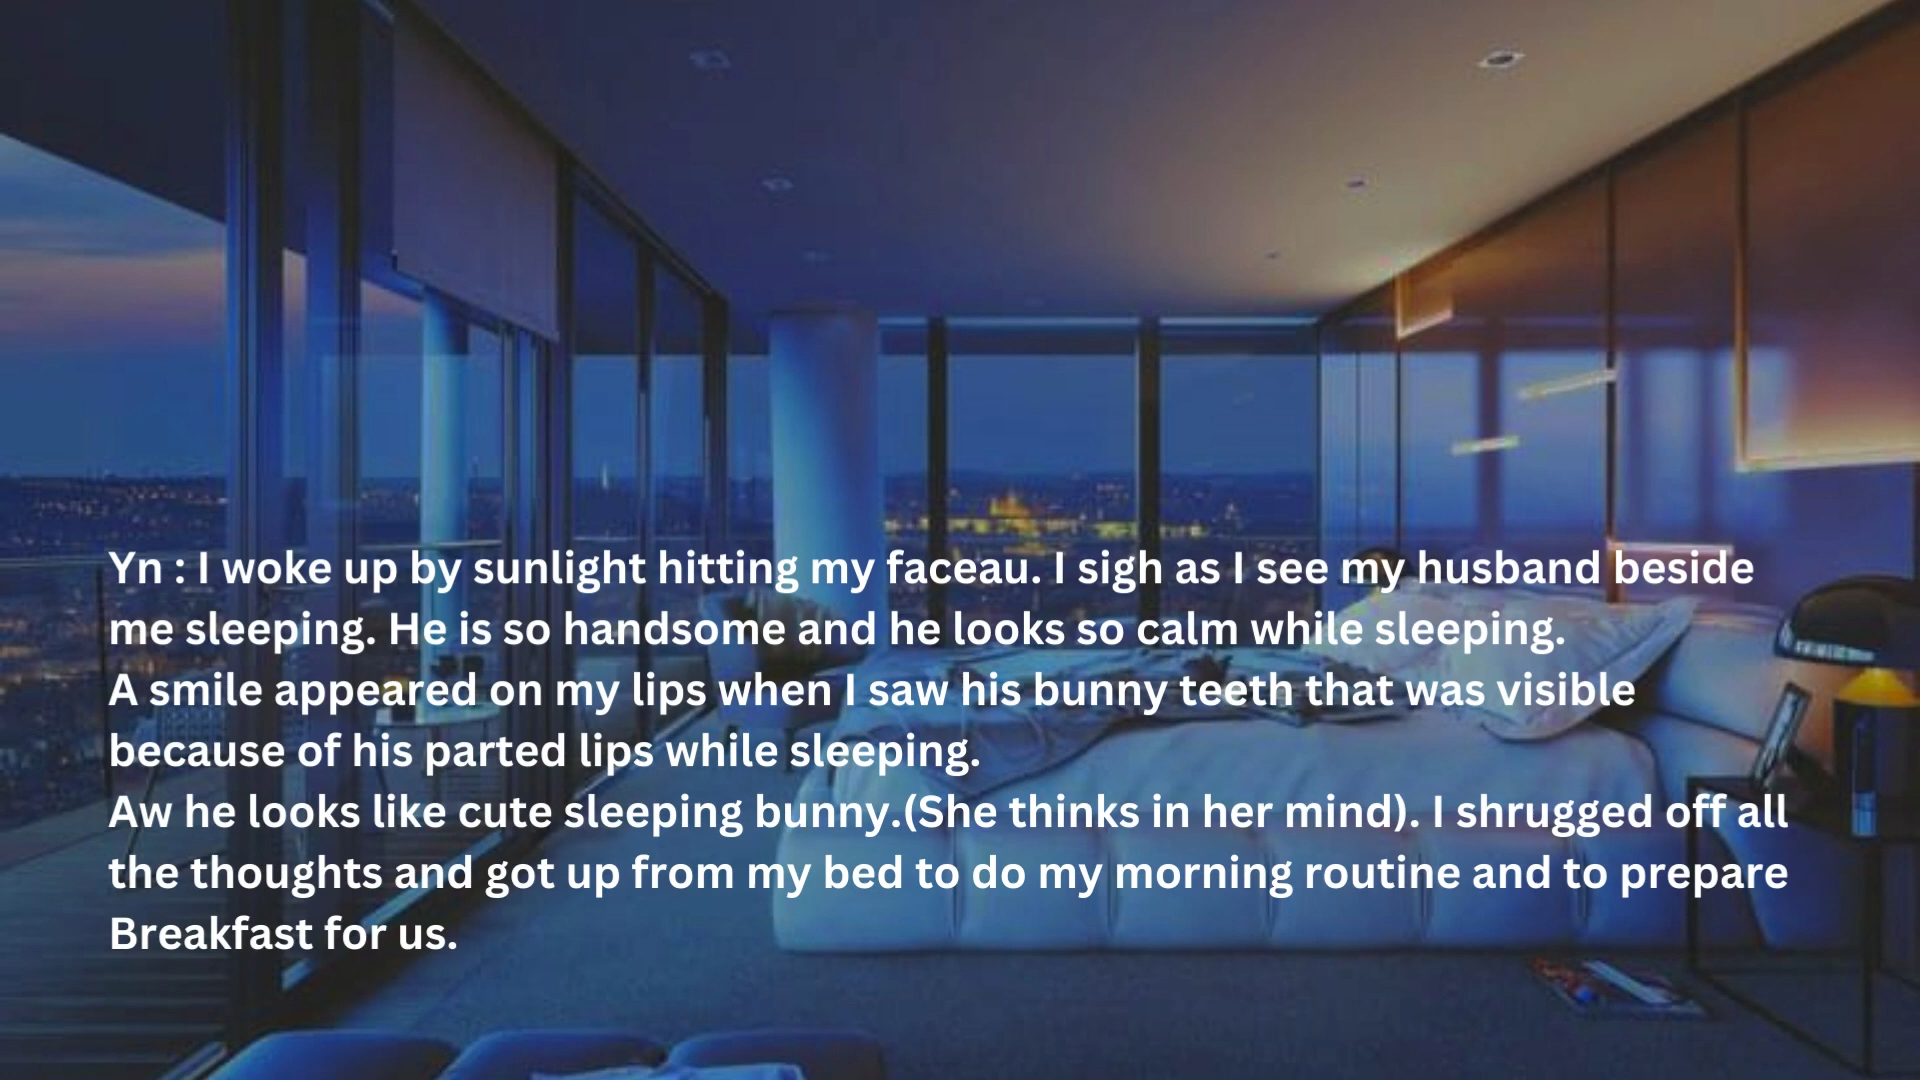 Yn : I woke up by sunlight hitting my faceau. I sigh as I see my husband beside
me sleeping. He is so handsome and he looks so calm while sleeping.
A smile appeared on my lips when I saw his bunny teeth that was visible
because of his parted lips while sleeping.
Aw he looks like cute sleeping bunny.(She thinks in her mind). I shrugged off all
the thoughts and got up from my bed to do my morning routine and to prepare
Breakfast for us.